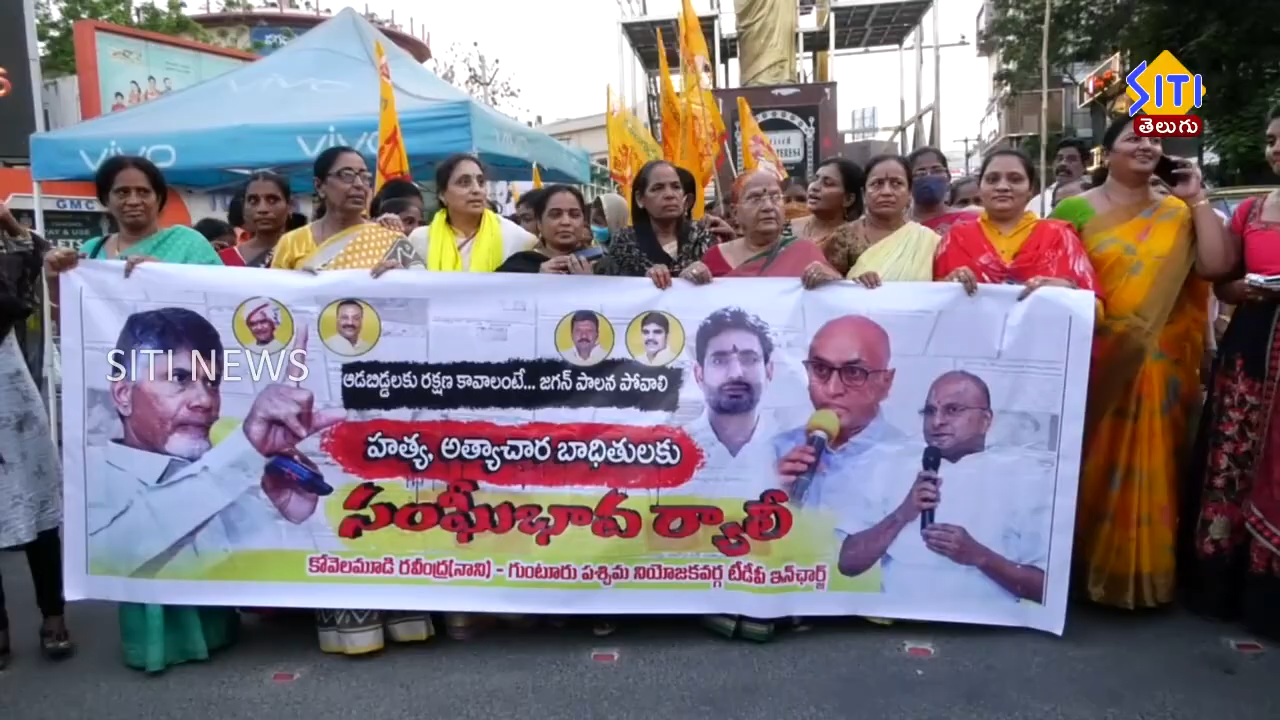 SITI
తెలుగు
vivo
vivo
vivo
GMC
SITI NEWS
ఆడబిడ్డలకు రక్షణ కావాలంటే... జగన్ పాలన పోవాలి
హత్య, అత్యాచార బాధితులకు
సంఘీభావ ర్యాలీ
కోవెలమూడి రవీంద్ర(నాని) - గుంటూరు పశ్చిమ నియోజకవర్గ టీడీపీ ఇన్‌ఛార్జ్